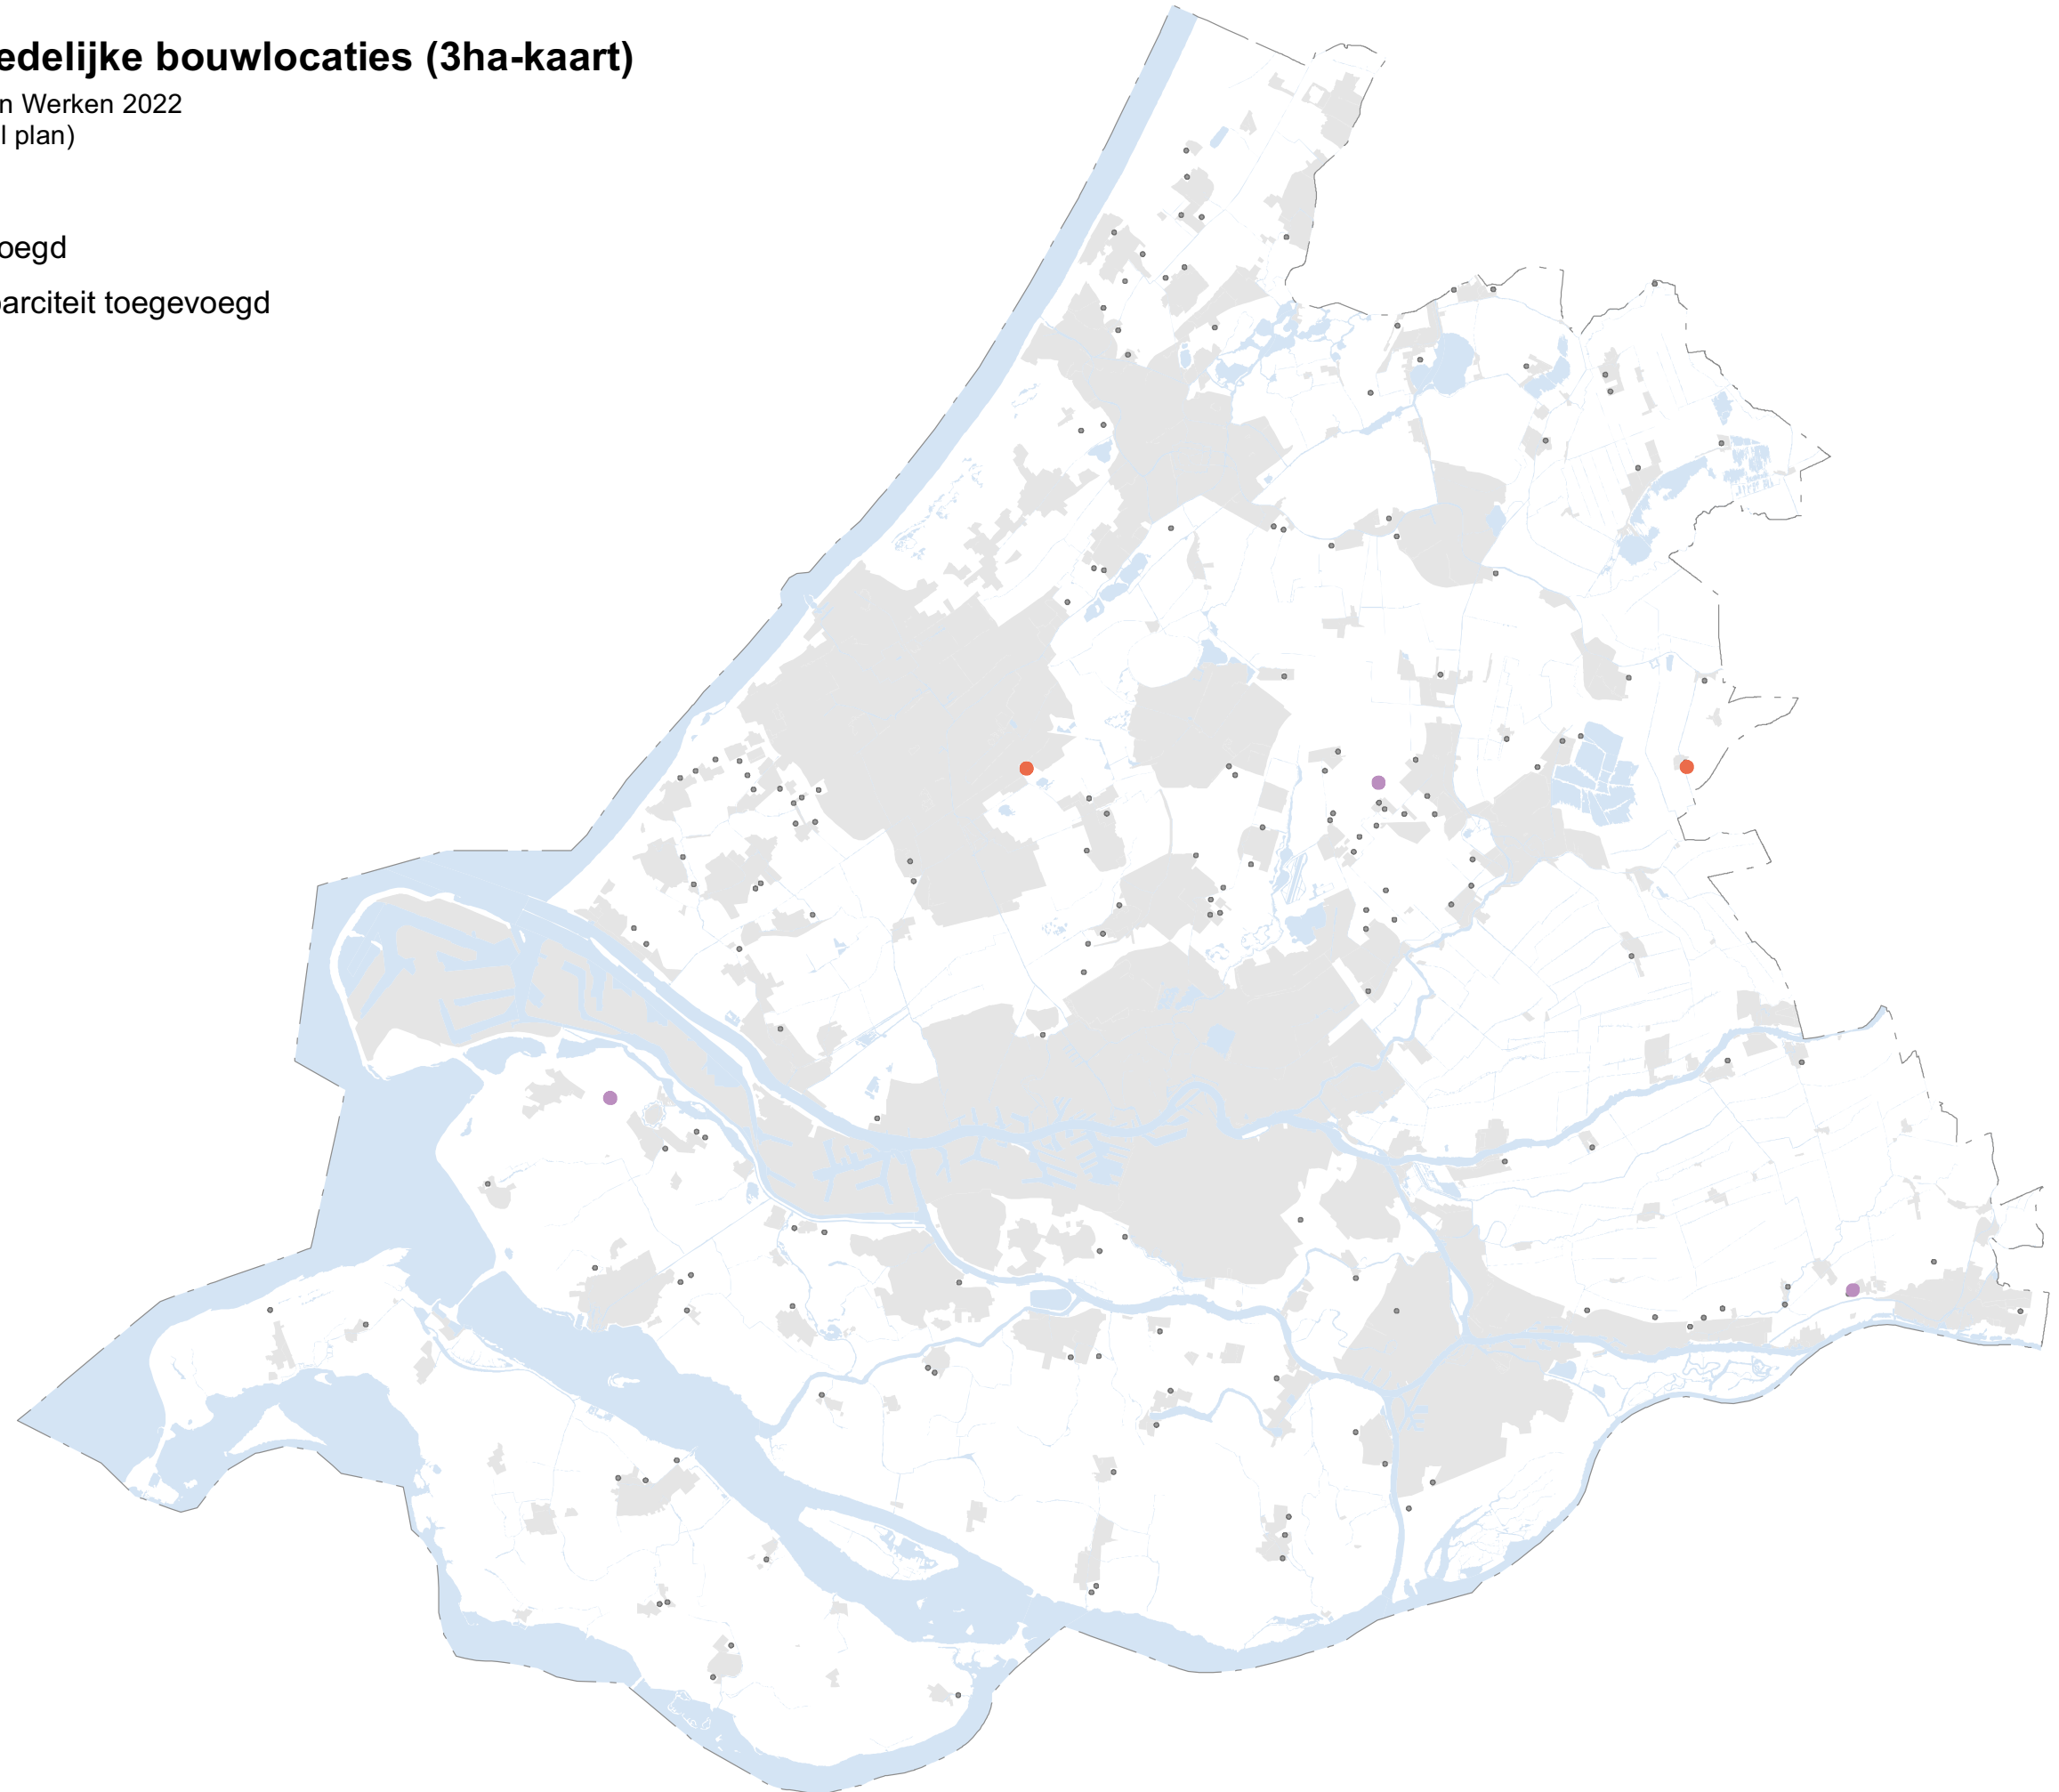 edelijke bouwlocaties (3ha-kaart)
n Werken 2022
l plan)
oegd
arciteit toegevoegd